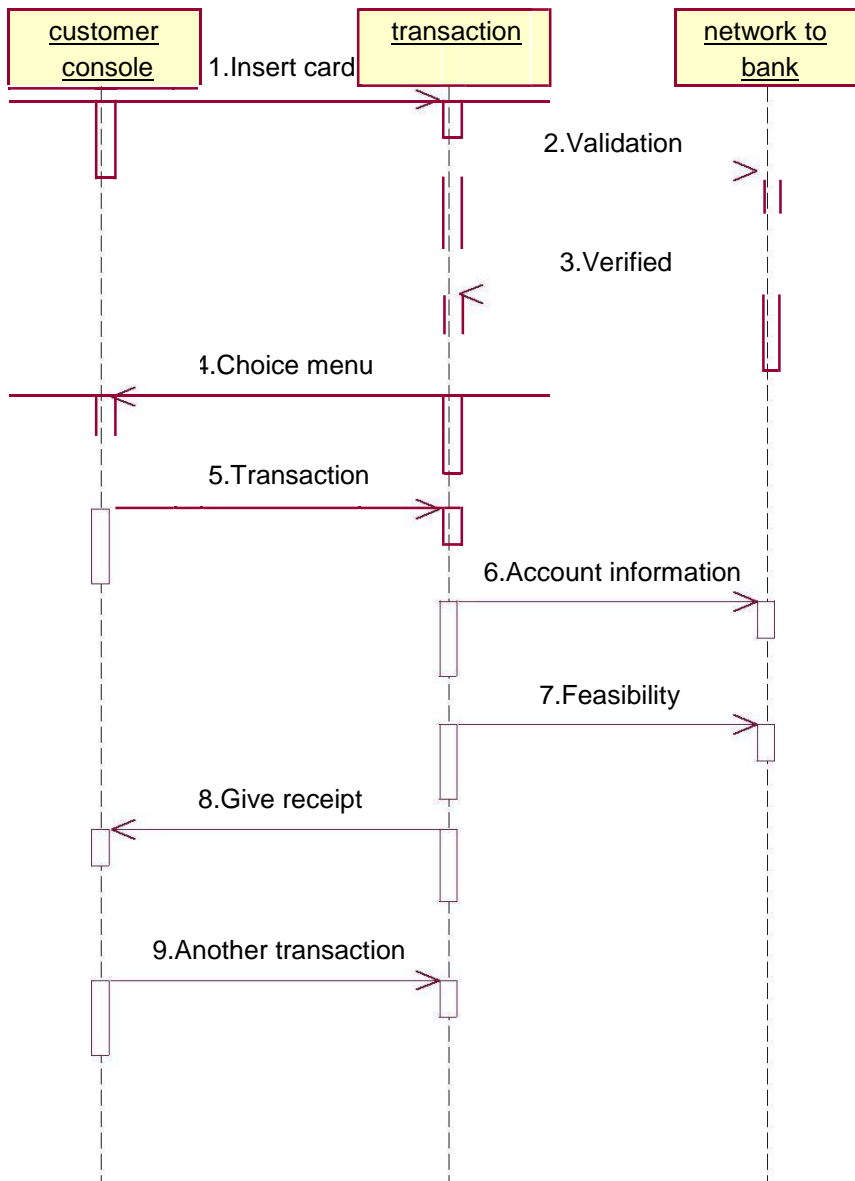 customer
console
transaction
network to
bank
1.Insert card
2.Validation
3.Verified
4.Choice menu
5.Transaction
6.Account information
7.Feasibility
8.Give receipt
9.Another transaction